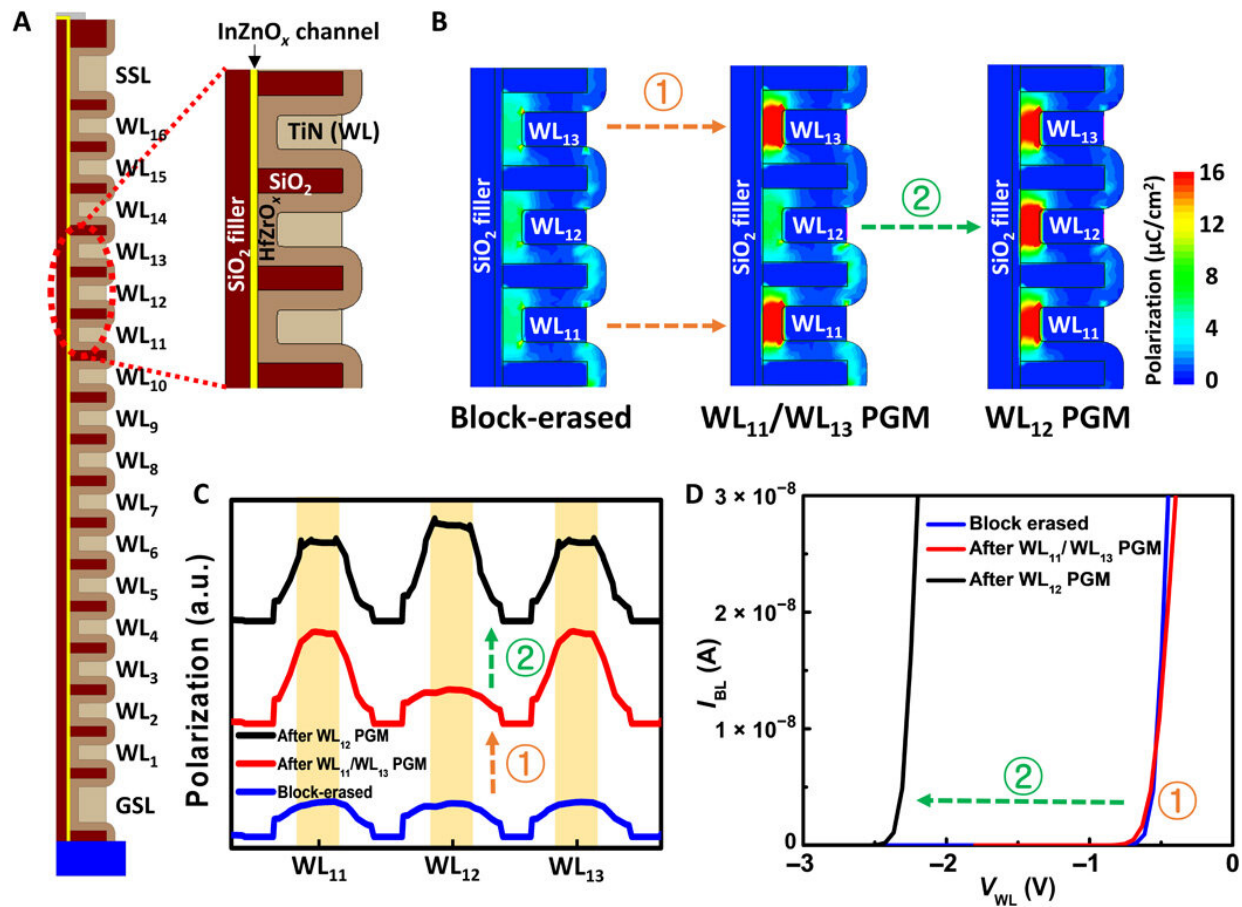 A
SSL
WL16
WL15
WL14
WL13
WL12
WL11
WL10
WL9
WL8
WL7
WL6
WL5
WL4
WL3
WL2
WL1
GSL
InZnOx channel
TiN (WL)
SiO2
HfZrOx
SiO2 filler
B
①
②
SiO2 filler
WL13
WL12
WL11
Block-erased
SiO2 filler
WL13
WL12
WL11
WL11/WL13 PGM
SiO2 filler
WL13
WL12
WL11
WL12 PGM
Polarization (μC/cm2)
16
12
8
4
0
C
Polarization (a.u.)
②
①
After WL12 PGM
After WL11/WL13 PGM
Block-erased
WL11
WL12
WL13
D
IBL (A)
3 × 10−8
2 × 10−8
1 × 10−8
0
Block erased
After WL11/WL13 PGM
After WL12 PGM
②
①
−3
−2
−1
0
VWL (V)